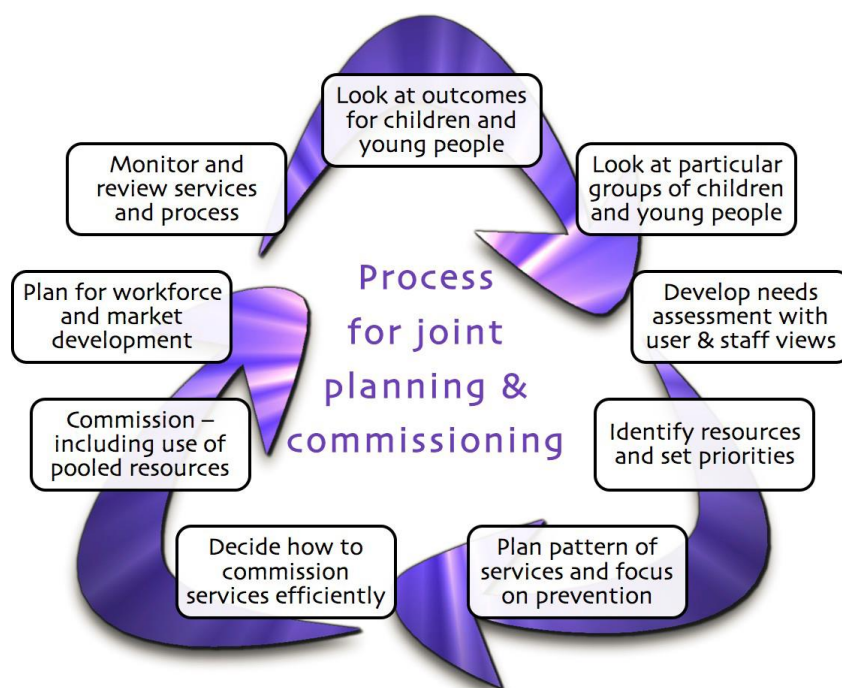 Look at outcomes
for children and
young people
Look at particular
groups of children
and young people
Develop needs
assessment with
user & staff views
Identify resources
and set priorities
Plan pattern of
services and focus
on prevention
Decide how to
commission
services efficiently
Commission –
including use of
pooled resources
Plan for workforce
and market
development
Monitor and
review services
and process
Process
for joint
planning &
commissioning